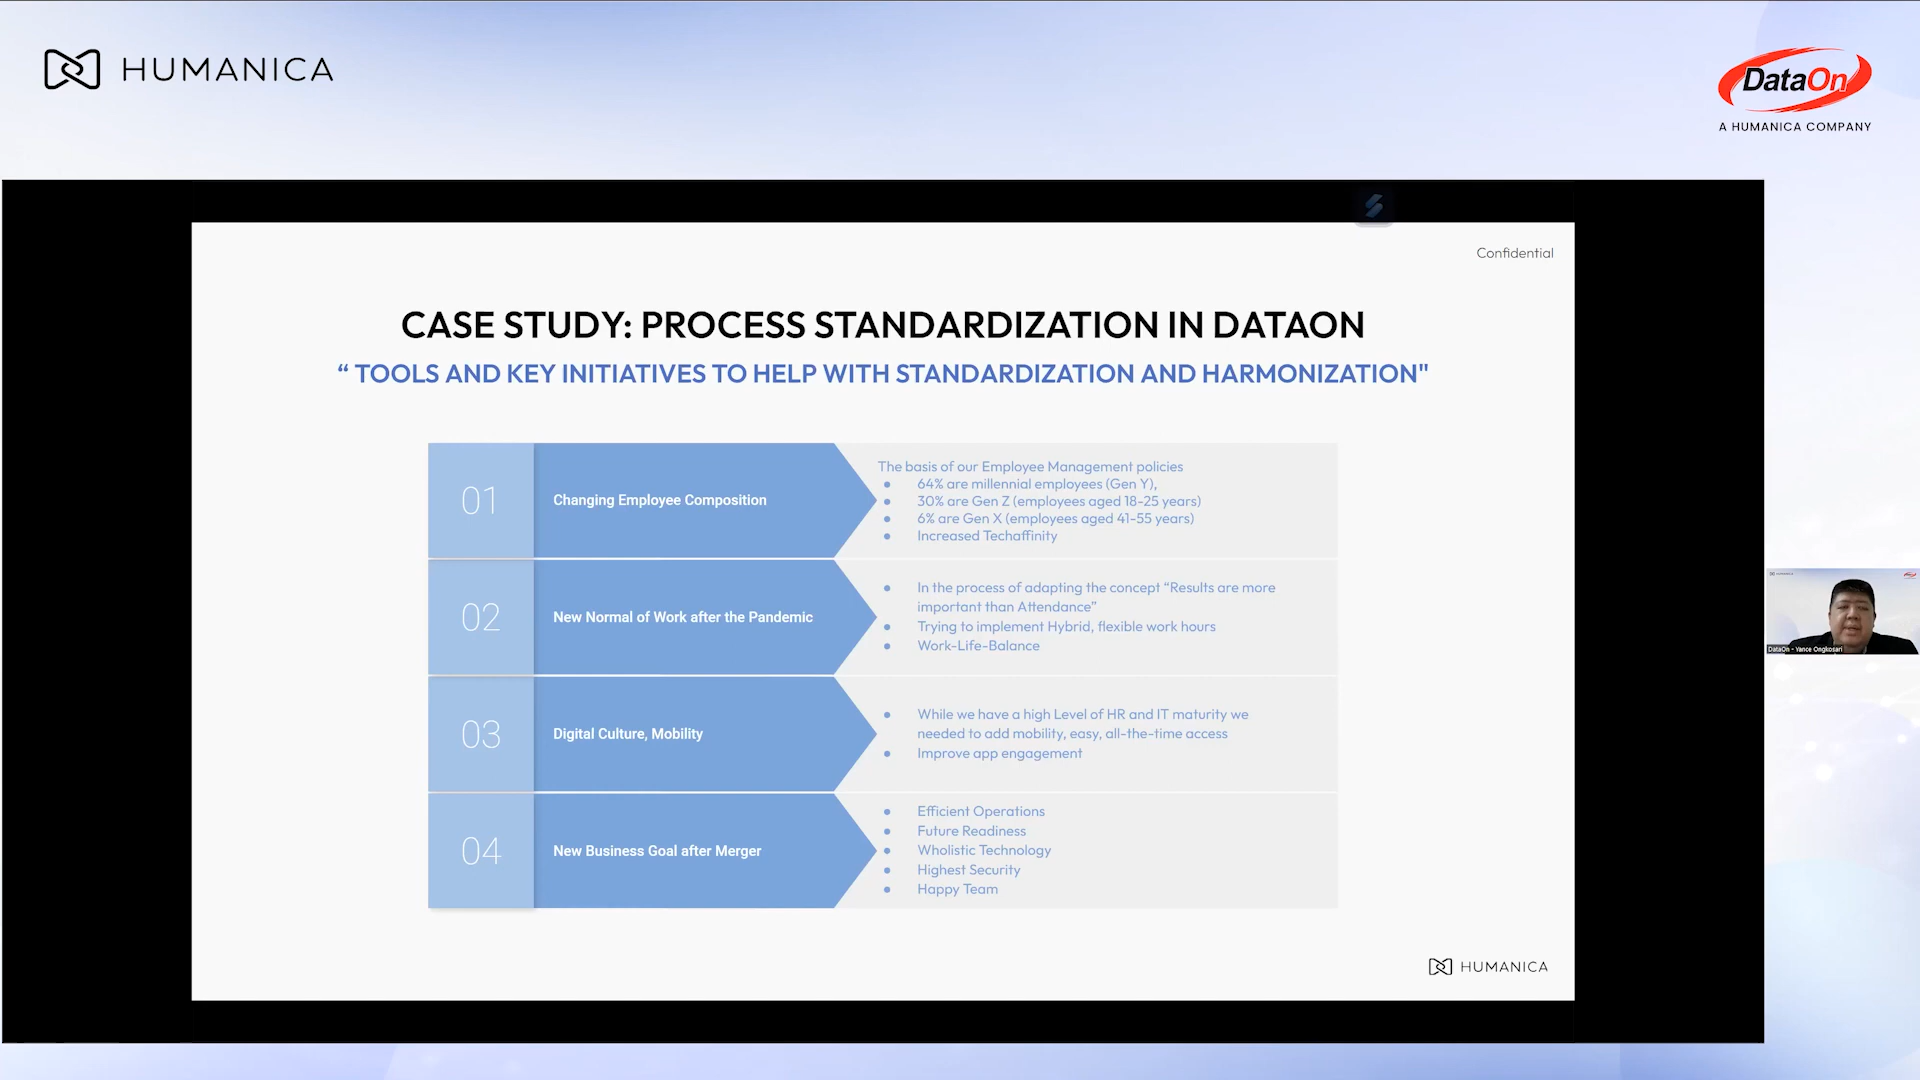 HUMANICA
DataOn
A HUMANICA COMPANY
Confidential
CASE STUDY: PROCESS STANDARDIZATION IN DATAON
“ TOOLS AND KEY INITIATIVES TO HELP WITH STANDARDIZATION AND HARMONIZATION"
01
Changing Employee Composition
The basis of our Employee Management policies
● 64% are millennial employees (Gen Y),
● 30% are Gen Z (employees aged 18-25 years)
● 6% are Gen X (employees aged 41-55 years)
● Increased Techaffinity
02
New Normal of Work after the Pandemic
● In the process of adapting the concept “Results are more
important than Attendance”
● Trying to implement Hybrid, flexible work hours
● Work-Life-Balance
03
Digital Culture, Mobility
● While we have a high Level of HR and IT maturity we
needed to add mobility, easy, all-the-time access
● Improve app engagement
04
New Business Goal after Merger
● Efficient Operations
● Future Readiness
● Wholistic Technology
● Highest Security
● Happy Team
HUMANICA
DataOn - Yance Ongkosari